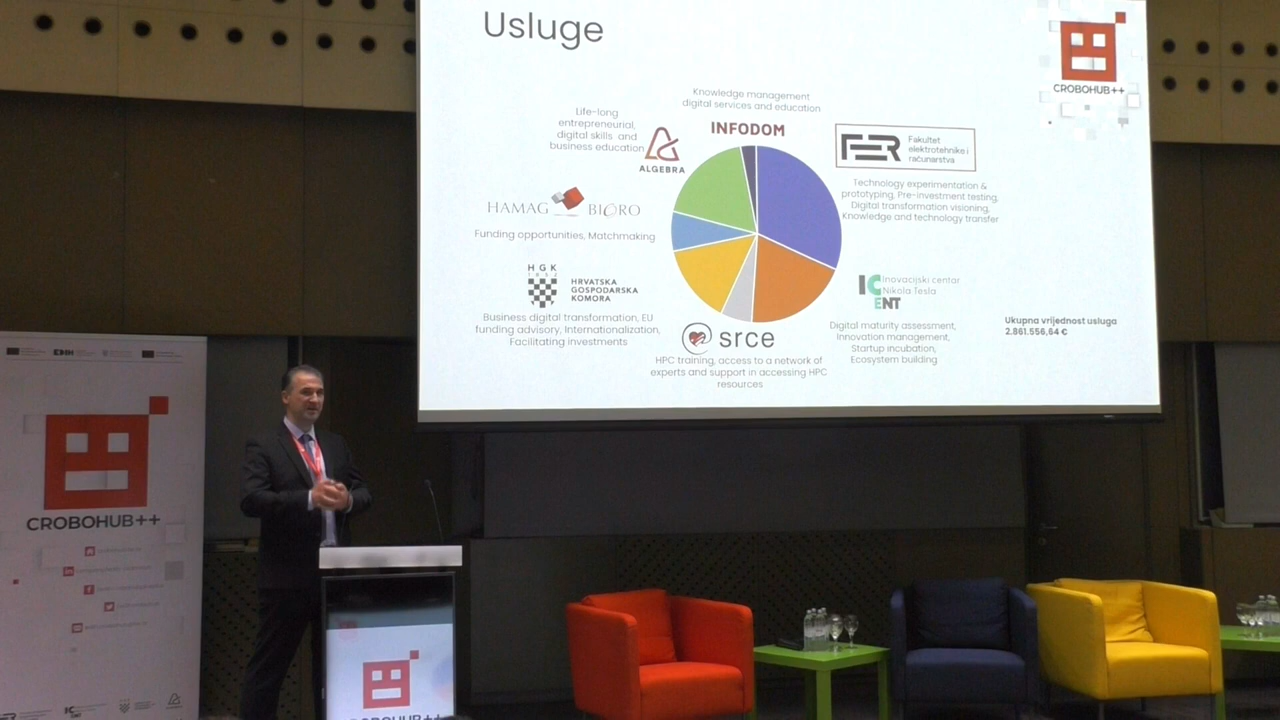 Usluge
CROBOHUB++
Knowledge management
digital services and education
INFODOM
Life-long
entrepreneurial,
digital skills and
business education
ALGEBRA
FER
Fakultet
elektrotehnike i
računarstva
Technology experimentation &
prototyping, Pre-investment testing,
Digital transformation visioning,
Knowledge and technology transfer
HAMAG BICRO
Funding opportunities, Matchmaking
HGK
1852
HRVATSKA
GOSPODARSKA
KOMORA
Business digital transformation, EU
funding advisory, Internationalization,
Facilitating investments
ICENT
Inovacijski centar
Nikola Tesla
Digital maturity assessment,
Innovation management,
Startup incubation,
Ecosystem building
srce
HPC training, access to a network of
experts and support in accessing HPC
resources
Ukupna vrijednost usluga
2.861.556,64 €
EDIH
CROBOHUB++
CROBOHUB++